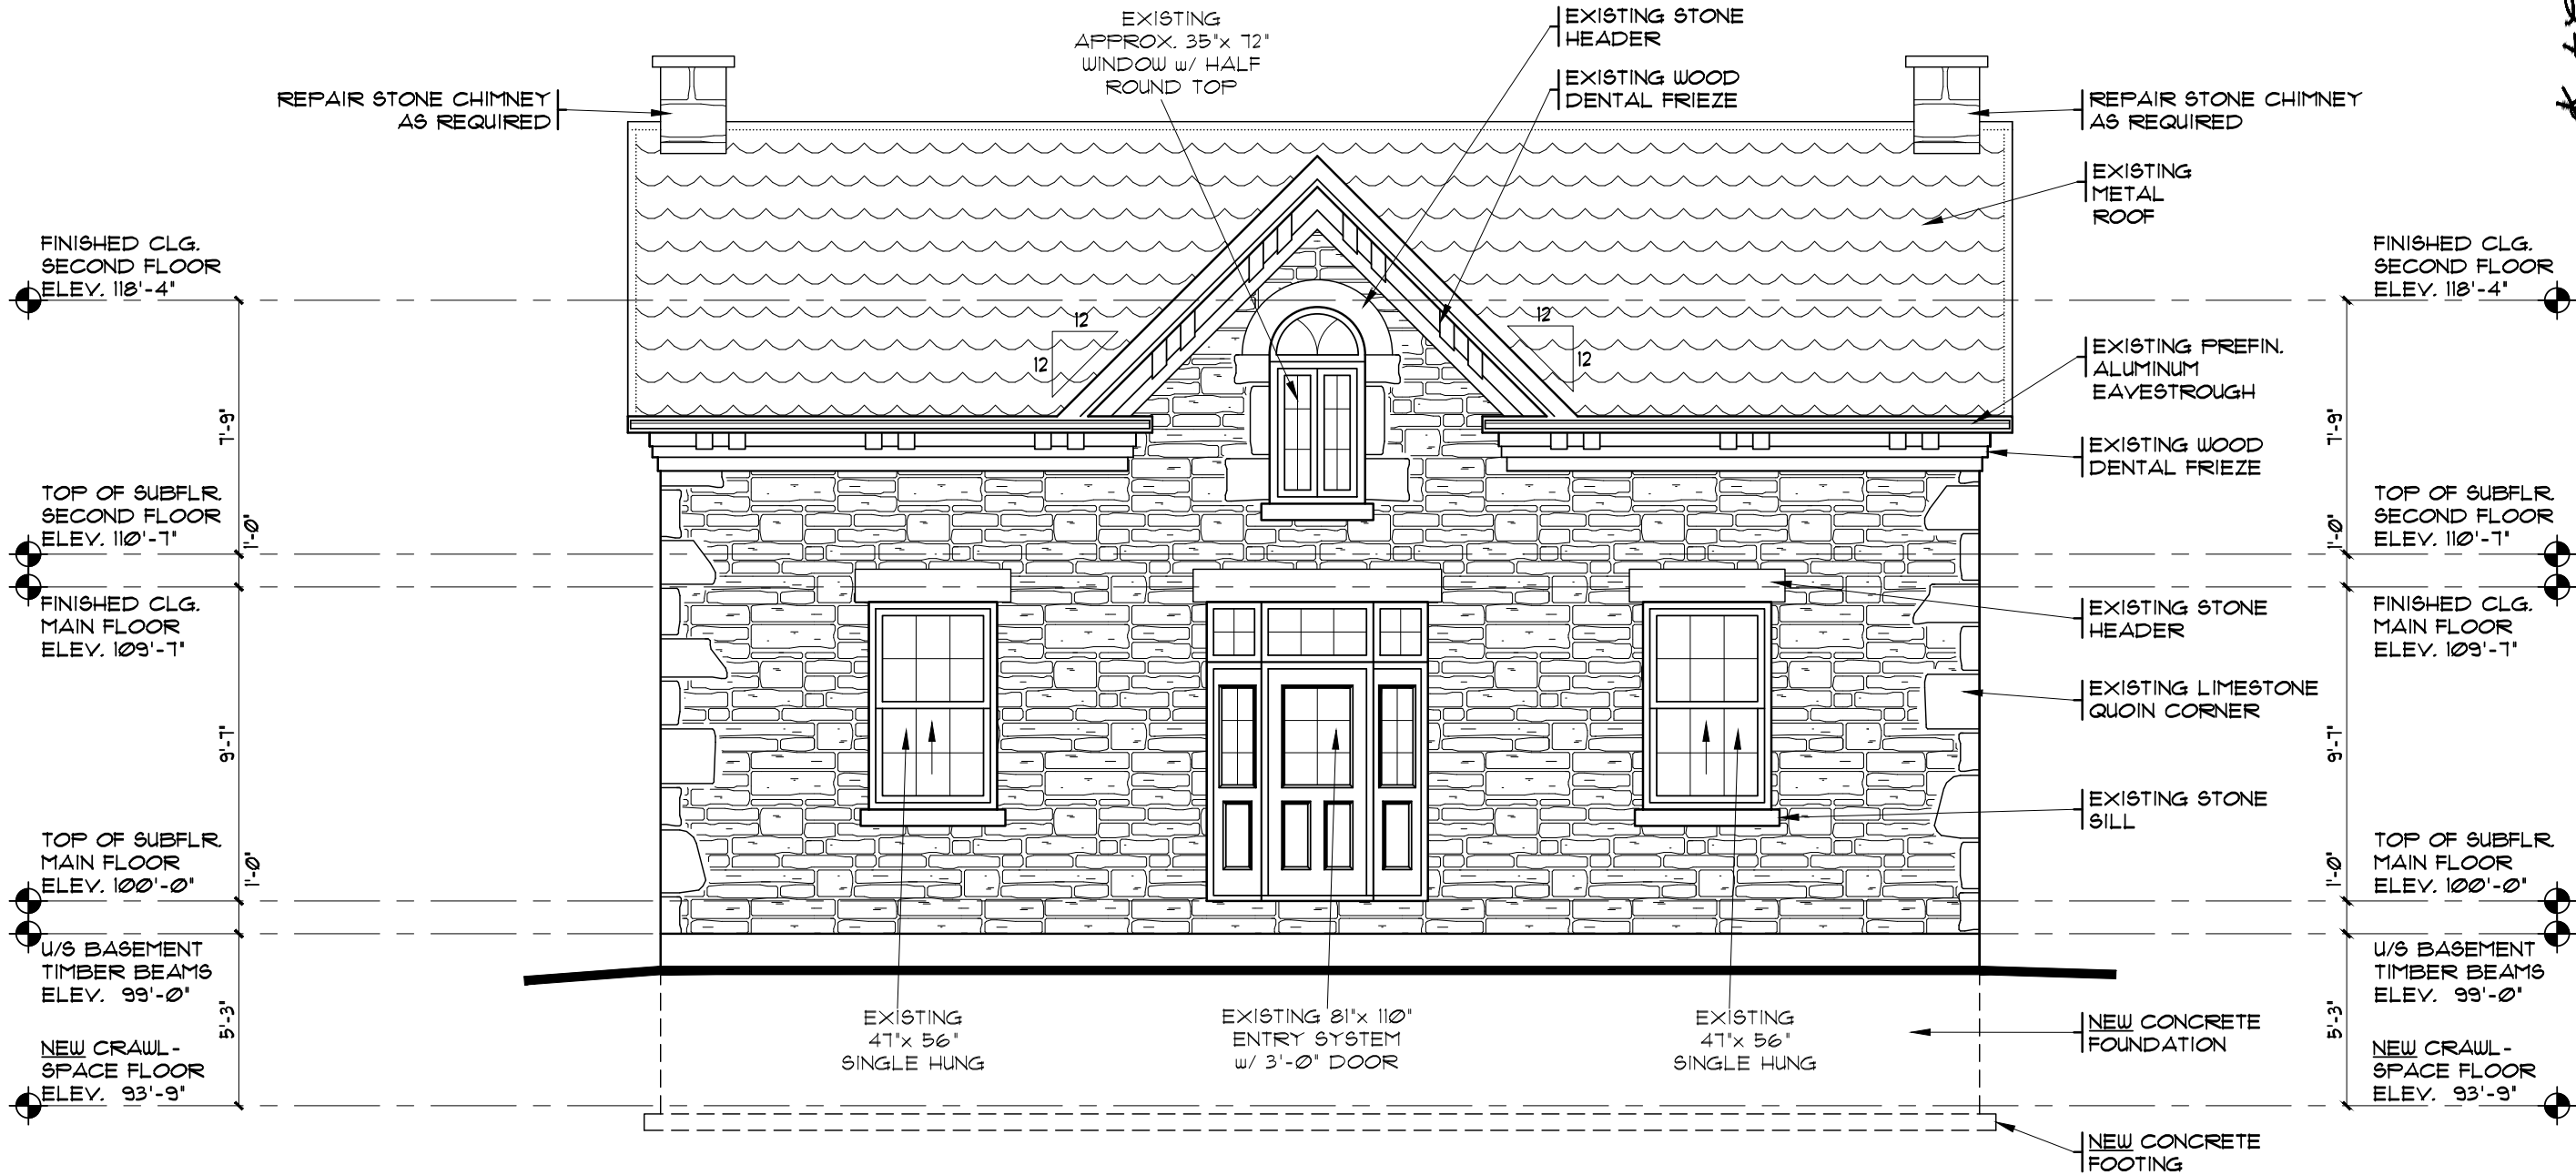 EXISTING
APPROX. 35"x 72"
WINDOW w/ HALF
ROUND TOP
EXISTING STONE
HEADER
EXISTING WOOD
DENTAL FRIEZE
REPAIR STONE CHIMNEY
AS REQUIRED
REPAIR STONE CHIMNEY
AS REQUIRED
EXISTING
METAL
ROOF
FINISHED CLG.
SECOND FLOOR
ELEV. 118'-4"
FINISHED CLG.
SECOND FLOOR
ELEV. 118'-4"
12
12
12
12
EXISTING PREFIN.
ALUMINUM
EAVESTROUGH
7'-9"
7'-9"
EXISTING WOOD
DENTAL FRIEZE
TOP OF SUBFLR.
SECOND FLOOR
ELEV. 110'-7"
1'-0"
TOP OF SUBFLR.
SECOND FLOOR
ELEV. 110'-7"
1'-0"
FINISHED CLG.
MAIN FLOOR
ELEV. 109'-7"
EXISTING STONE
HEADER
FINISHED CLG.
MAIN FLOOR
ELEV. 109'-7"
EXISTING LIMESTONE
QUOIN CORNER
9'-7"
9'-7"
EXISTING STONE
SILL
TOP OF SUBFLR.
MAIN FLOOR
ELEV. 100'-0"
1'-0"
TOP OF SUBFLR.
MAIN FLOOR
ELEV. 100'-0"
1'-0"
U/S BASEMENT
TIMBER BEAMS
ELEV. 99'-0"
U/S BASEMENT
TIMBER BEAMS
ELEV. 99'-0"
5'-3"
5'-3"
EXISTING
47"x 56"
SINGLE HUNG
EXISTING 81"x 110"
ENTRY SYSTEM
w/ 3'-0" DOOR
EXISTING
47"x 56"
SINGLE HUNG
NEW CONCRETE
FOUNDATION
NEW CRAWL-
SPACE FLOOR
ELEV. 93'-9"
NEW CRAWL-
SPACE FLOOR
ELEV. 93'-9"
NEW CONCRETE
FOOTING